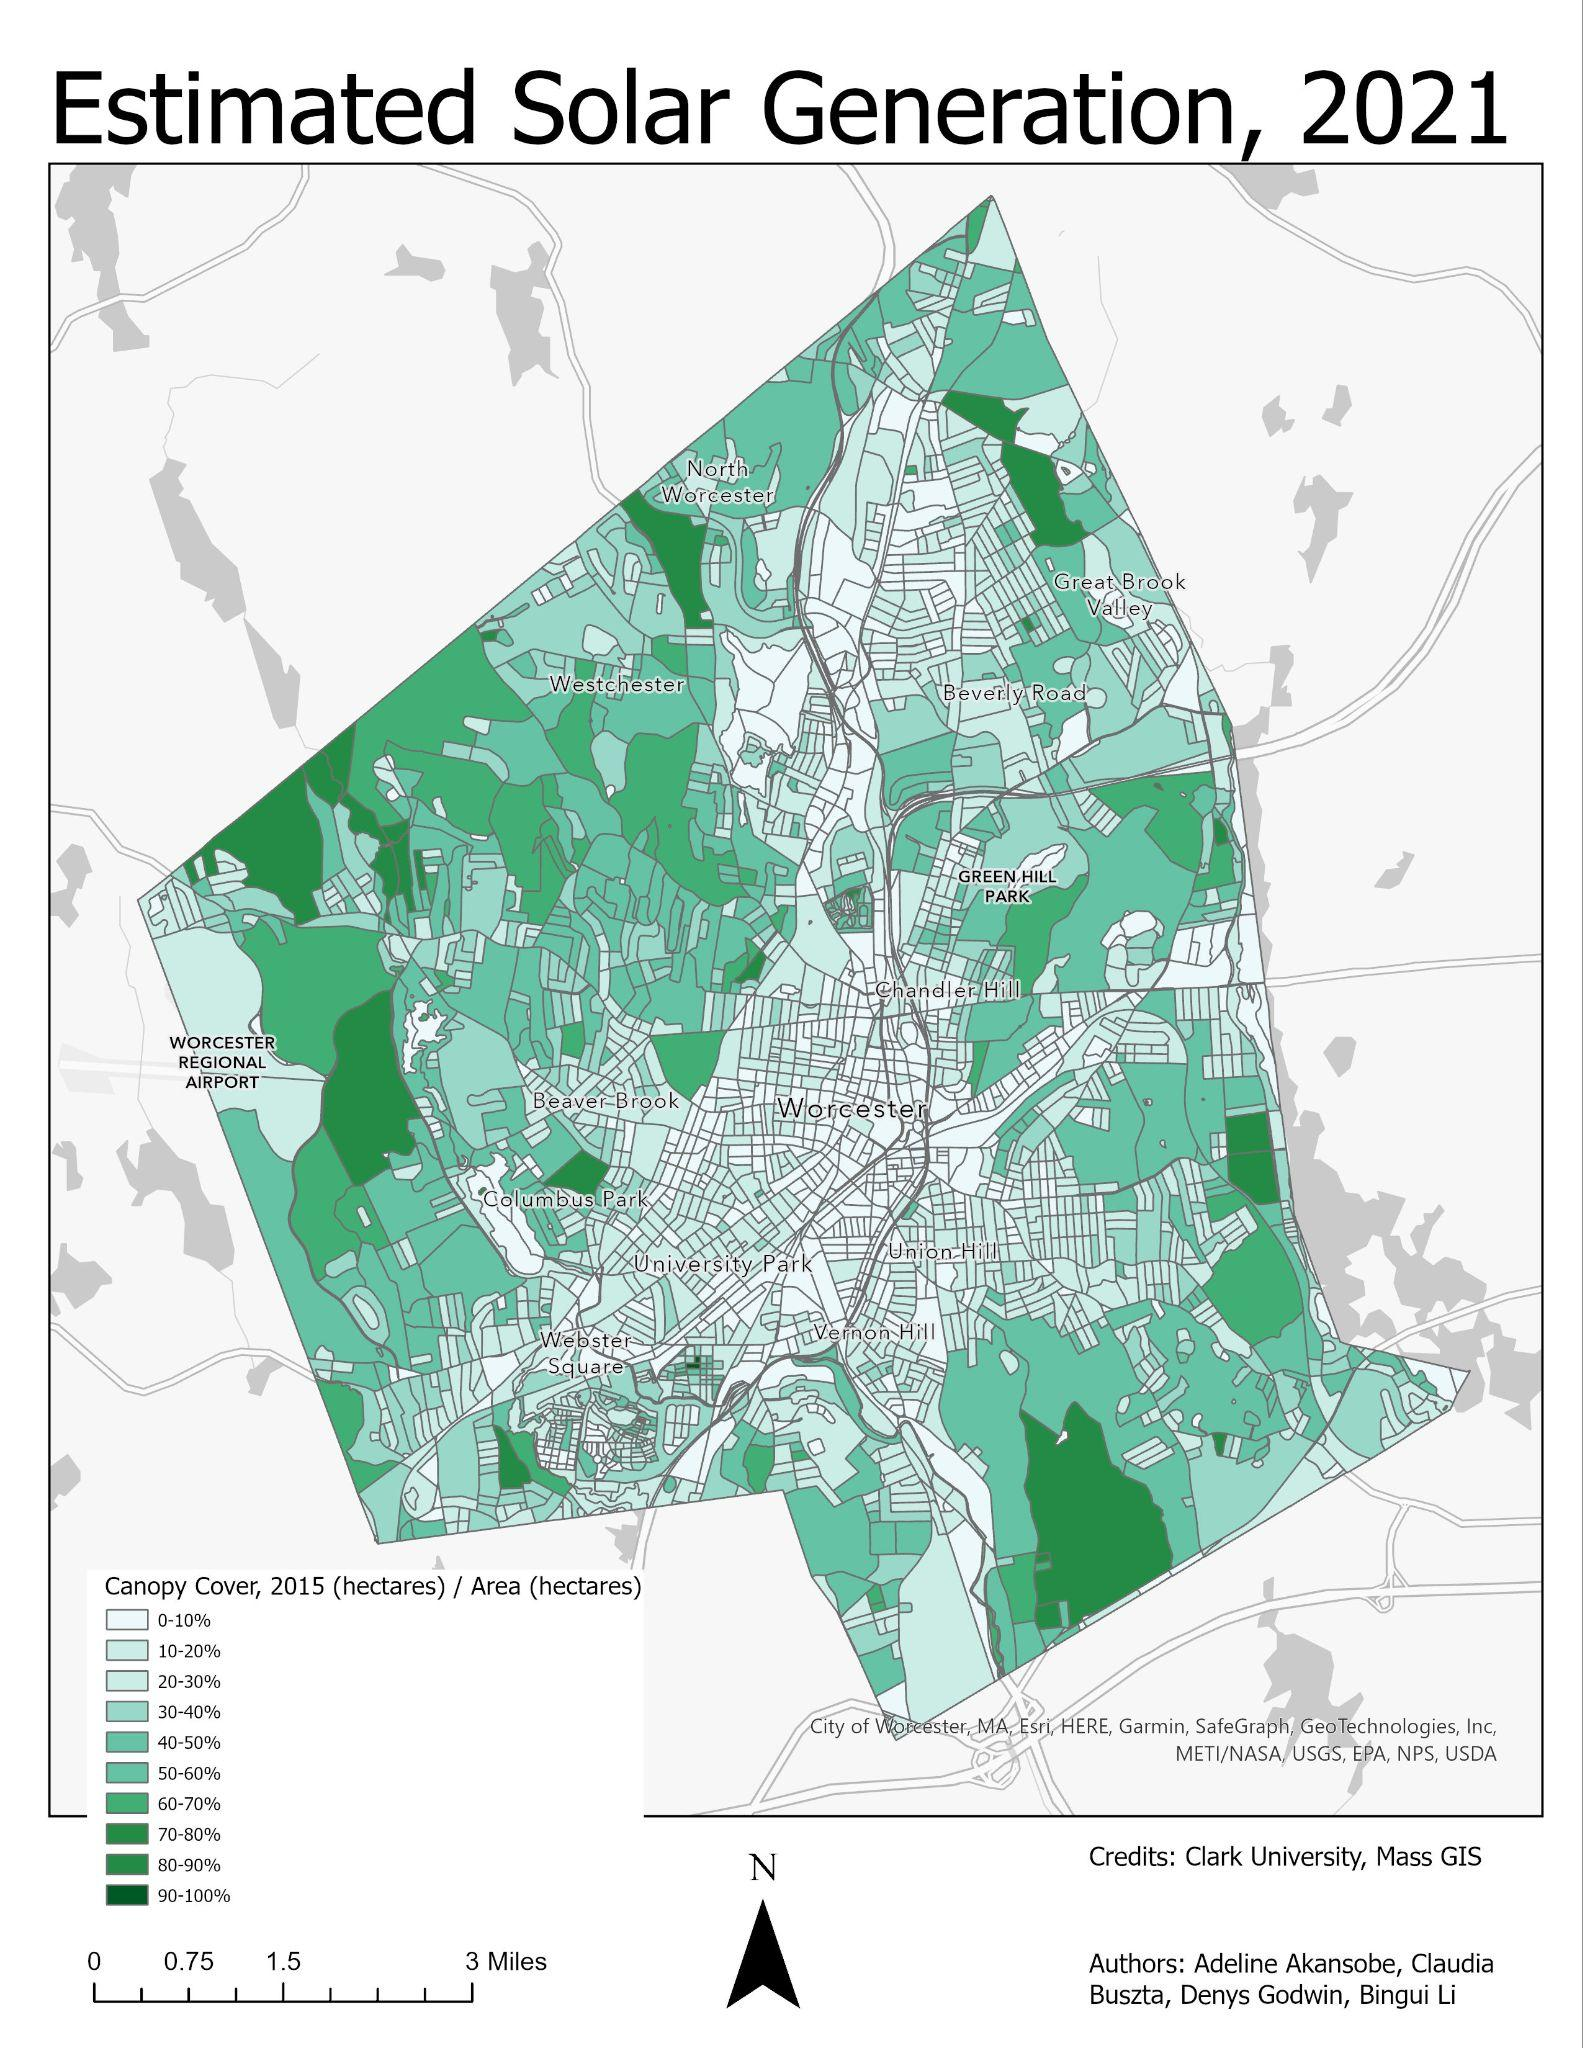 Estimated Solar Generation, 2021
North
Worcester
Great Brook
Valley
Westchester
Beverly Road
GREEN HILL
PARK
Chandler Hill
WORCESTER
REGIONAL
AIRPORT
Beaver Brook
Worcester
Columbus Park
Union Hill
University Park
Vernon Hill
Webster
Square
Canopy Cover, 2015 (hectares) / Area (hectares)
0-10%
10-20%
20-30%
30-40%
40-50%
50-60%
60-70%
70-80%
80-90%
90-100%
City of Worcester, MA, Esri, HERE, Garmin, SafeGraph, GeoTechnologies, Inc,
METI/NASA, USGS, EPA, NPS, USDA
N
Credits: Clark University, Mass GIS
0 0.75 1.5 3 Miles
Authors: Adeline Akansobe, Claudia
Buszta, Denys Godwin, Bingui Li